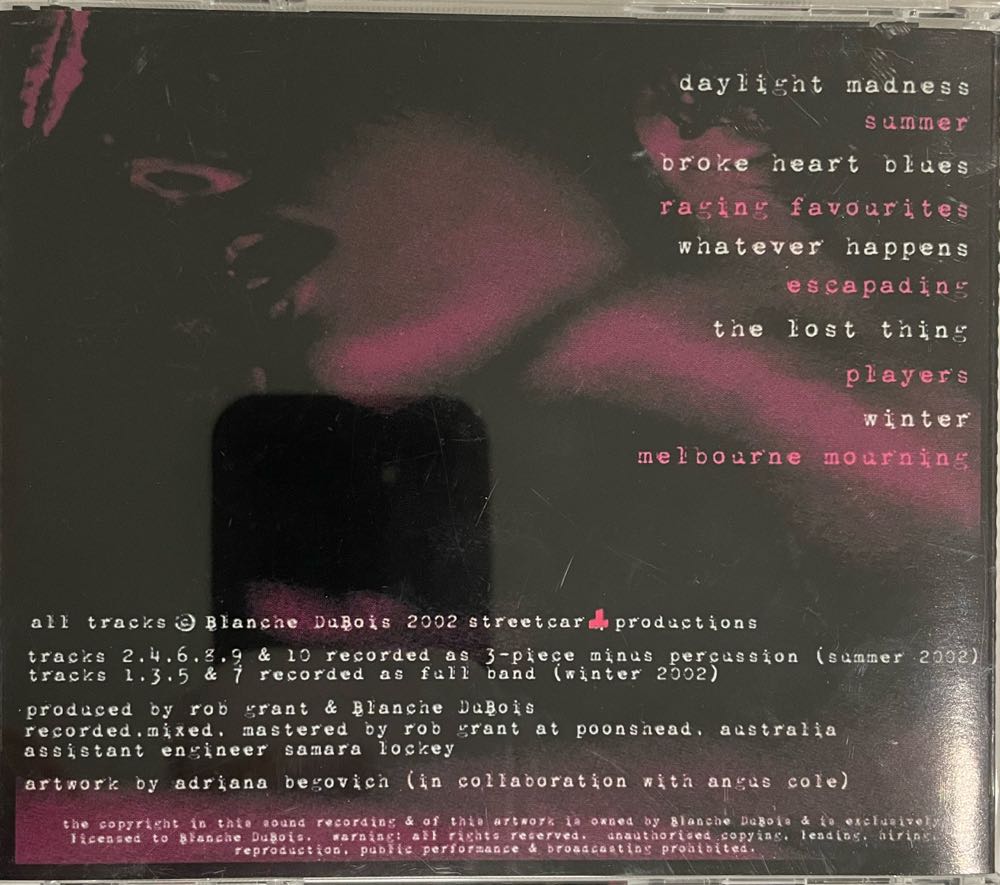 daylight madness
summer
broke heart blues
raging favourites
whatever happens
escapading
the lost thing
players
winter
melbourne mourning
all tracks © Blanche DuBois 2002 streetcar productions
tracks 2.4.6.8.9 & 10 recorded as 3-piece minus percussion (summer 2002)
tracks 1.3.5 & 7 recorded as full band (winter 2002)
produced by rob grant & Blanche DuBois
recorded.mixed. mastered by rob grant at poonshead. australia
assistant engineer samara lockey
artwork by adriana begovich (in collaboration with angus cole)
the copyright in this sound recording & of this artwork is owned by Blanche DuBois & is exclusively
licensed to Blanche DuBois. warning: all rights reserved. unauthorised copying, lending, hiring,
reproduction, public performance & broadcasting prohibited.